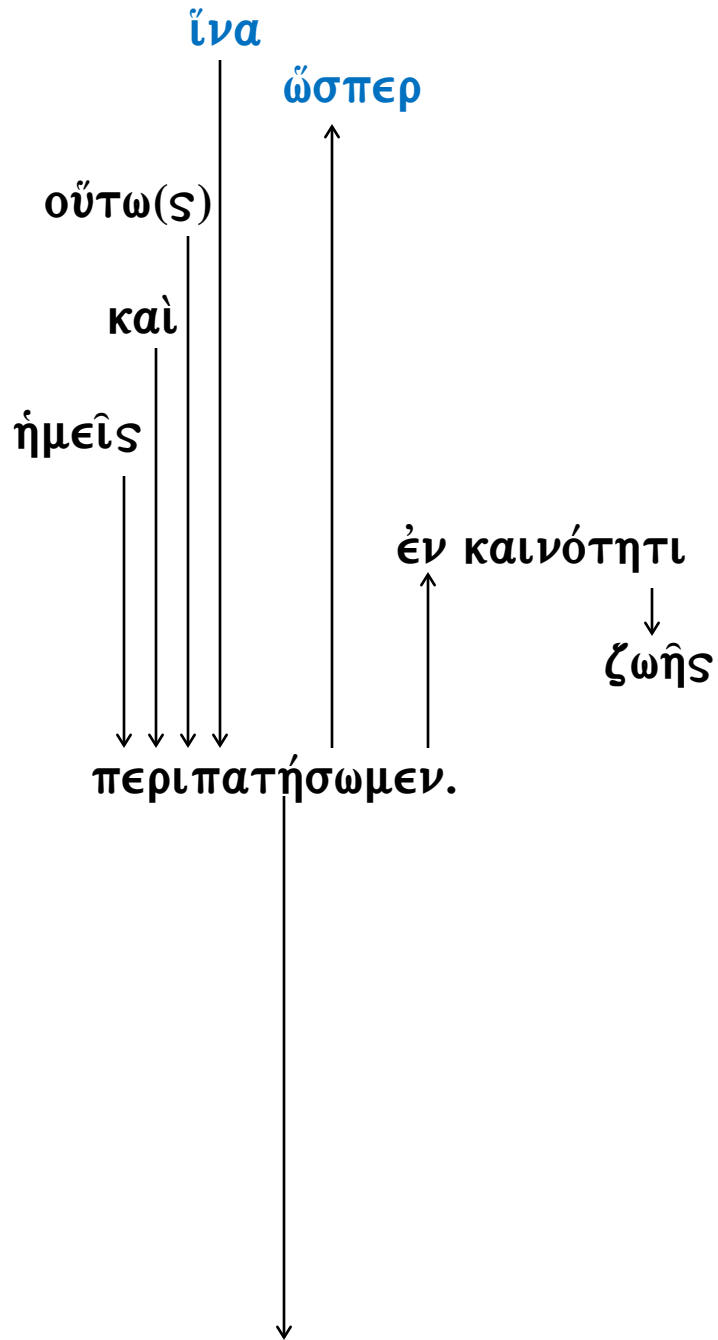 ἵνα
ὥσπερ
οὕτω(ς)
καὶ
ἡμεῖς
ἐν καινότητι
ζωῆς
περιπατήσωμεν.